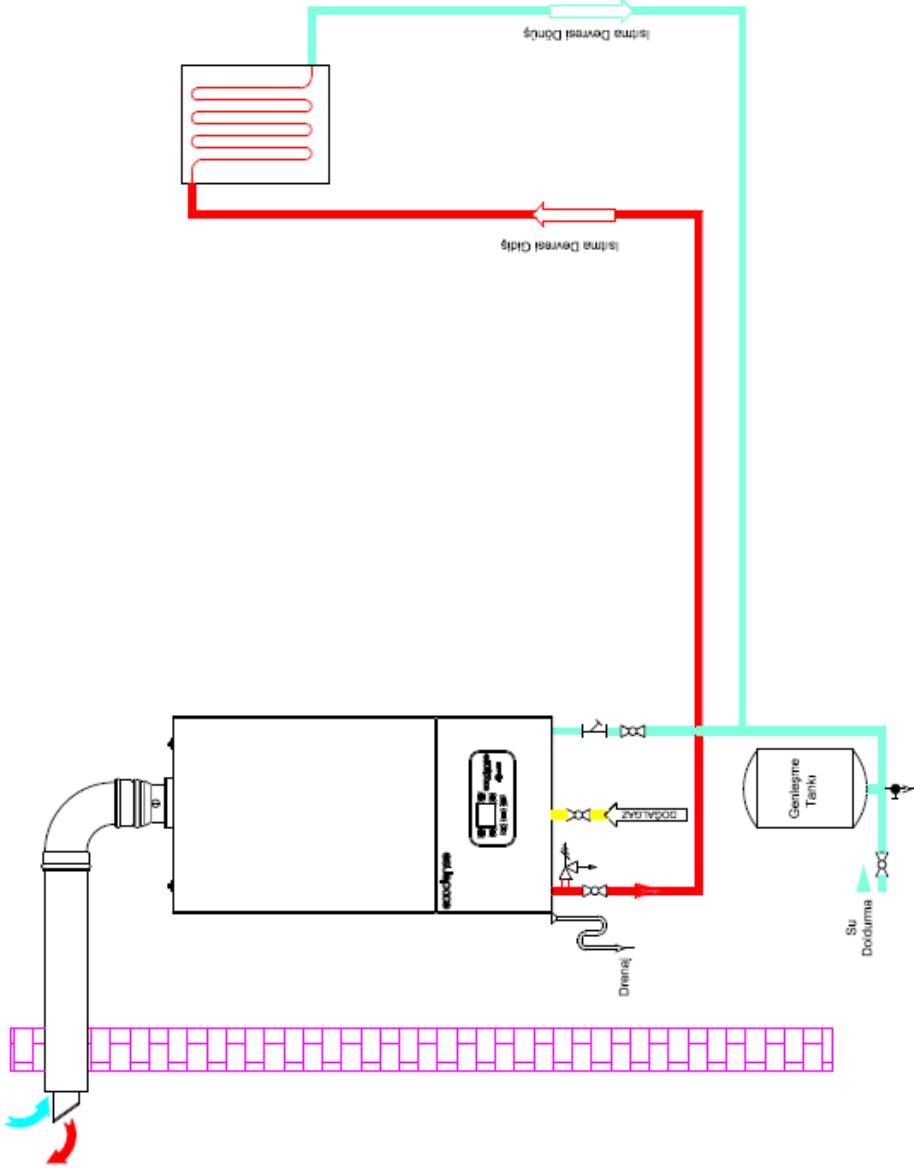 Isıtma Devresi Dönüş
Isıtma Devresi Gidiş
DOĞALGAZ
Genleşme
Tankı
Su
Doldurma
Drenaj